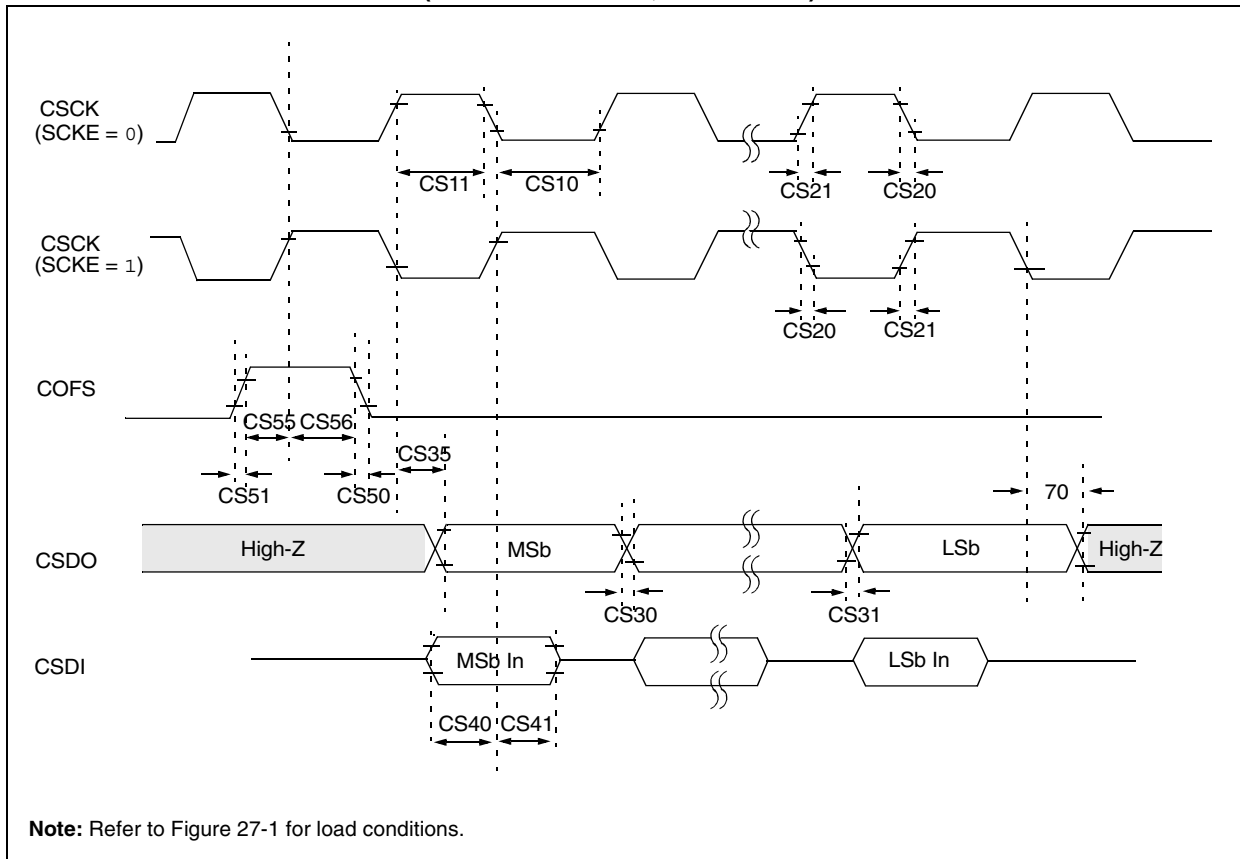 CSCK
(SCKE = 0)
CS11
CS10
CS21
CS20
CSCK
(SCKE = 1)
CS20
CS21
COFS
CS55
CS56
CS35
CS51
CS50
70
CSDO
High-Z
MSb
LSb
High-Z
CS30
CS31
CSDI
MSb In
LSb In
CS40
CS41
Note: Refer to Figure 27-1 for load conditions.